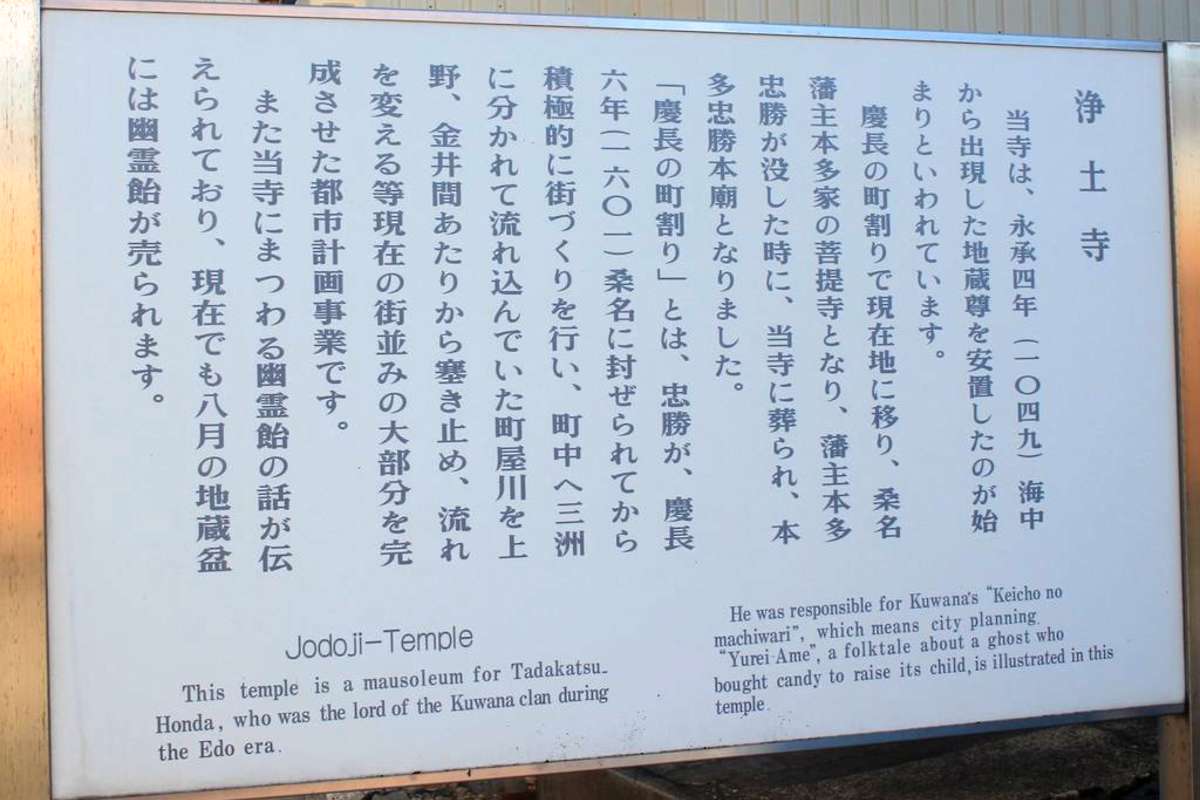 浄土寺
当寺は、永承四年（一〇四九）海中
から出現した地蔵尊を安置したのが始
まりといわれています。
慶長の町割りで現在地に移り、桑名
藩主本多家の菩提寺となり、藩主本多
忠勝が没した時に、当寺に葬られ、本
多忠勝本廟となりました。
「慶長の町割り」とは、忠勝が、慶長
六年（一六〇一）桑名に封ぜられてから
積極的に街づくりを行い、町中へ三洲
に分かれて流れ込んでいた町屋川を上
野、金井間あたりから塞き止め、流れ
を変える等現在の街並みの大部分を完
成させた都市計画事業です。
また当寺にまつわる幽霊飴の話が伝
えられており、現在でも八月の地蔵盆
には幽霊飴が売られます。
Jodoji-Temple
This temple is a mausoleum for Tadakatsu
Honda, who was the lord of the Kuwana clan during
the Edo era.
He was responsible for Kuwana's "Keicho no
machiwari", which means city planning.
"Yurei-Ame", a folktale about a ghost who
bought candy to raise its child, is illustrated in this
temple.